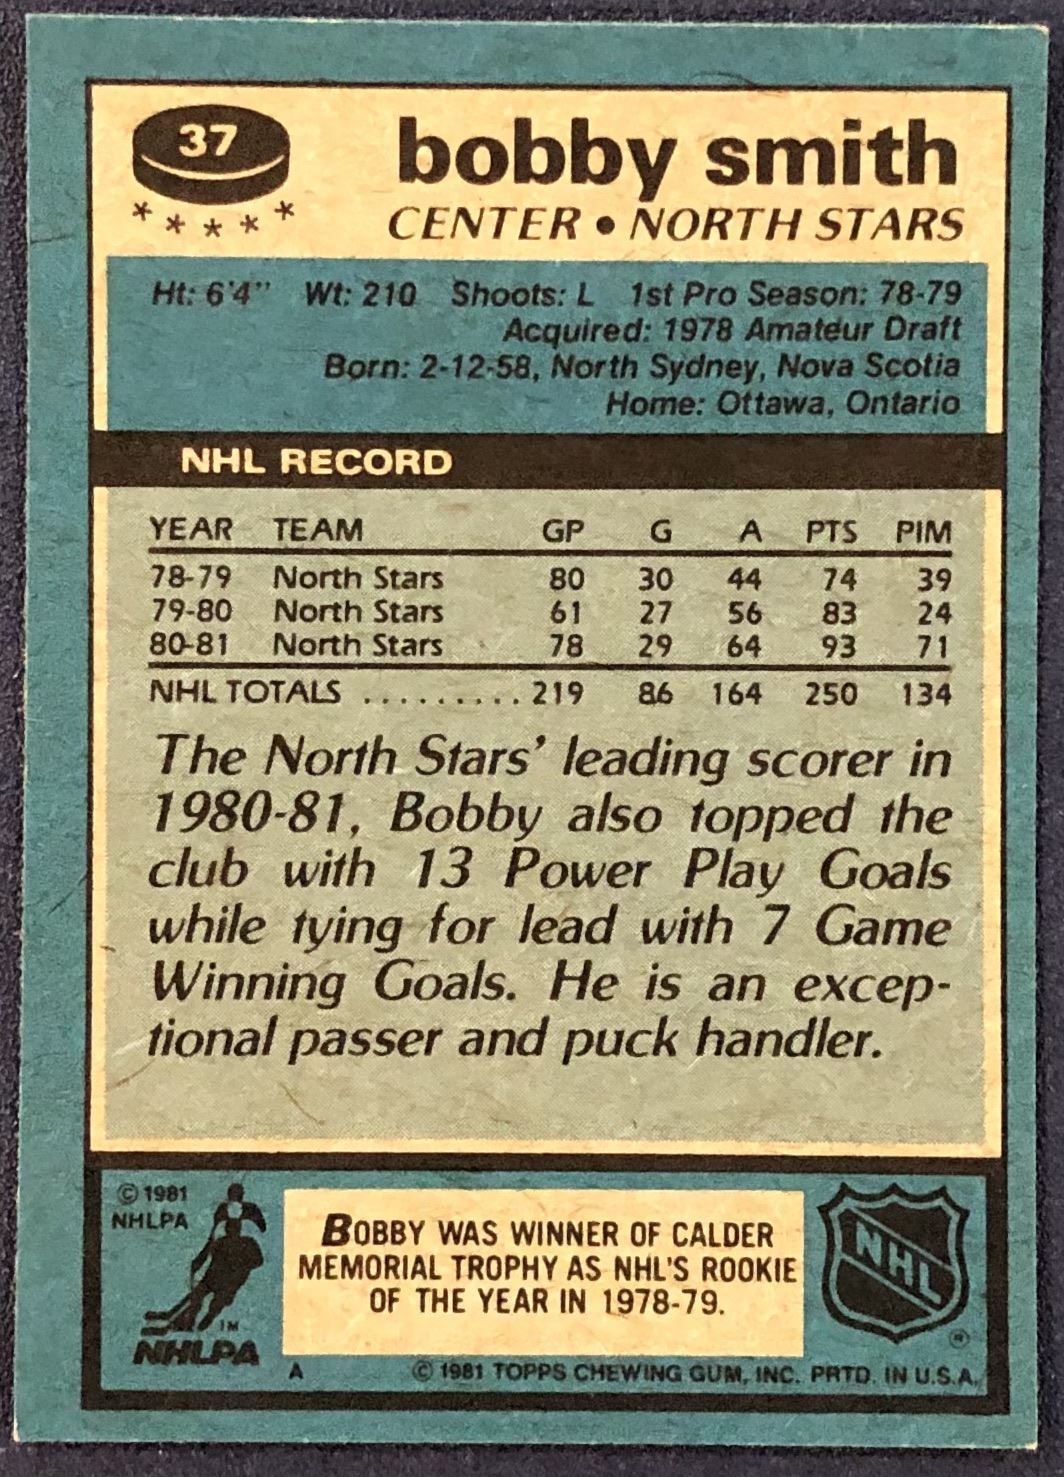 37
bobby smith
* * * * *
CENTER • NORTH STARS
Ht: 6'4" Wt: 210 Shoots: L 1st Pro Season: 78-79
Acquired: 1978 Amateur Draft
Born: 2-12-58, North Sydney, Nova Scotia
Home: Ottawa, Ontario
NHL RECORD
YEAR TEAM GP G A PTS PIM
78-79 North Stars 80 30 44 74 39
79-80 North Stars 61 27 56 83 24
80-81 North Stars 78 29 64 93 71
NHL TOTALS .......... 219 86 164 250 134
The North Stars' leading scorer in
1980-81, Bobby also topped the
club with 13 Power Play Goals
while tying for lead with 7 Game
Winning Goals. He is an excep-
tional passer and puck handler.
© 1981
NHLPA
TM
NHLPA
BOBBY WAS WINNER OF CALDER
MEMORIAL TROPHY AS NHL'S ROOKIE
OF THE YEAR IN 1978-79.
NHL
®
A © 1981 TOPPS CHEWING GUM, INC. PRTD. IN U.S.A.